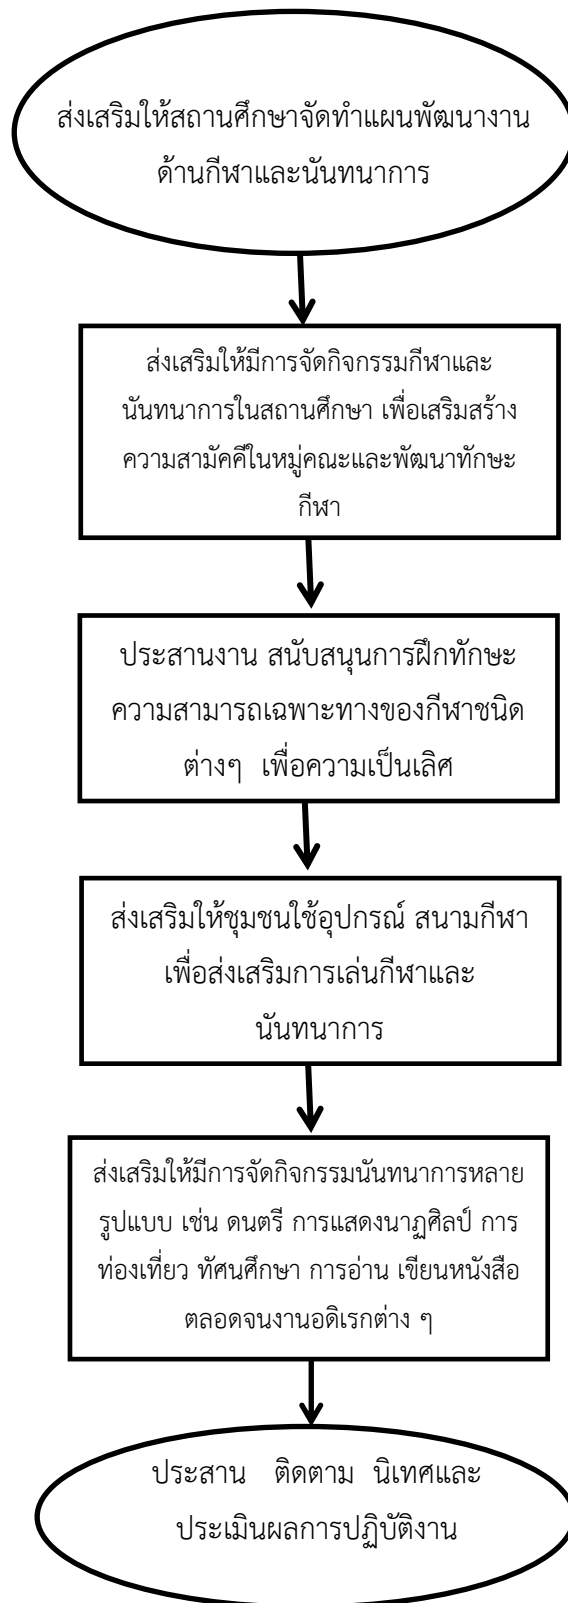 ส่งเสริมให้สถานศึกษาจัดทำแผนพัฒนางาน
ด้านกีฬาและนันทนาการ
ส่งเสริมให้มีการจัดกิจกรรมกีฬาและ
นันทนาการในสถานศึกษา เพื่อเสริมสร้าง
ความสามัคคีในหมู่คณะและพัฒนาทักษะ
กีฬา
ประสานงาน สนับสนุนการฝึกทักษะ
ความสามารถเฉพาะทางของกีฬาชนิด
ต่างๆ เพื่อความเป็นเลิศ
ส่งเสริมให้ชุมชนใช้อุปกรณ์ สนามกีฬา
เพื่อส่งเสริมการเล่นกีฬาและ
นันทนาการ
ส่งเสริมให้มีการจัดกิจกรรมนันทนาการหลาย
รูปแบบ เช่น ดนตรี การแสดงนาฏศิลป์ การ
ท่องเที่ยว ทัศนศึกษา การอ่าน เขียนหนังสือ
ตลอดจนงานอดิเรกต่าง ๆ
ประสาน ติดตาม นิเทศและ
ประเมินผลการปฏิบัติงาน